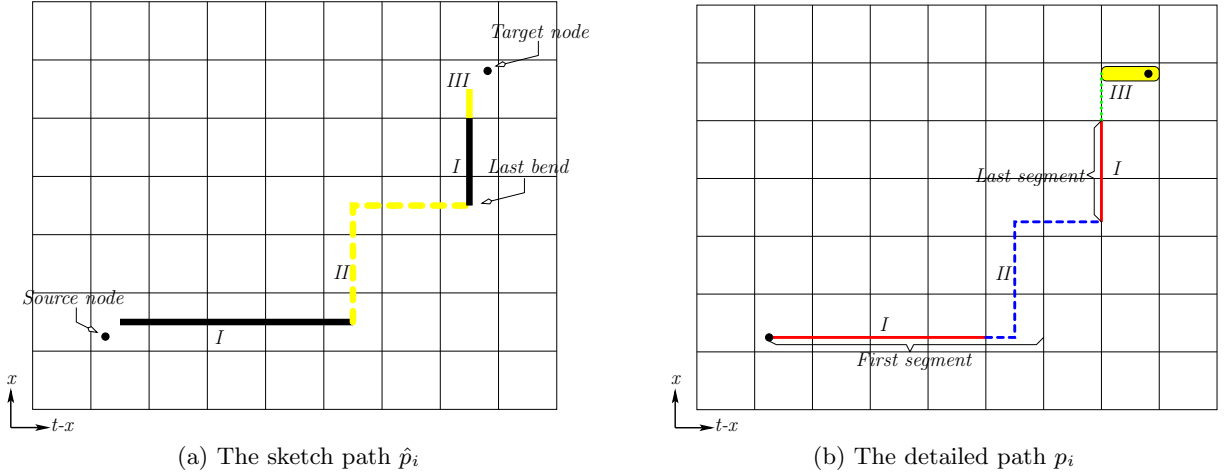 Target node
III
I
Last bend
II
Source node
I
x
t-x
(a) The sketch path p̂ᵢ
III
Last segment
I
II
I
First segment
x
t-x
(b) The detailed path pᵢ